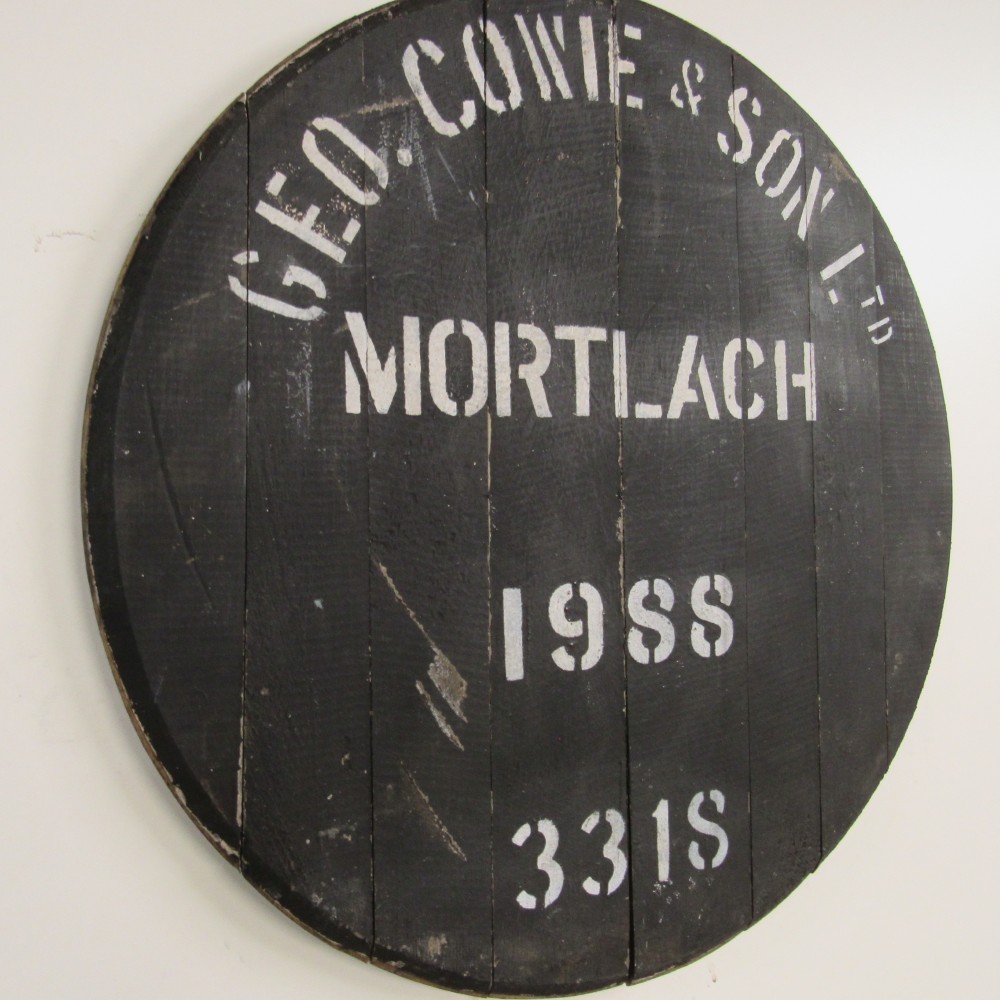 GEO. COWIE & SON LTD
MORTLACH
1988
3318